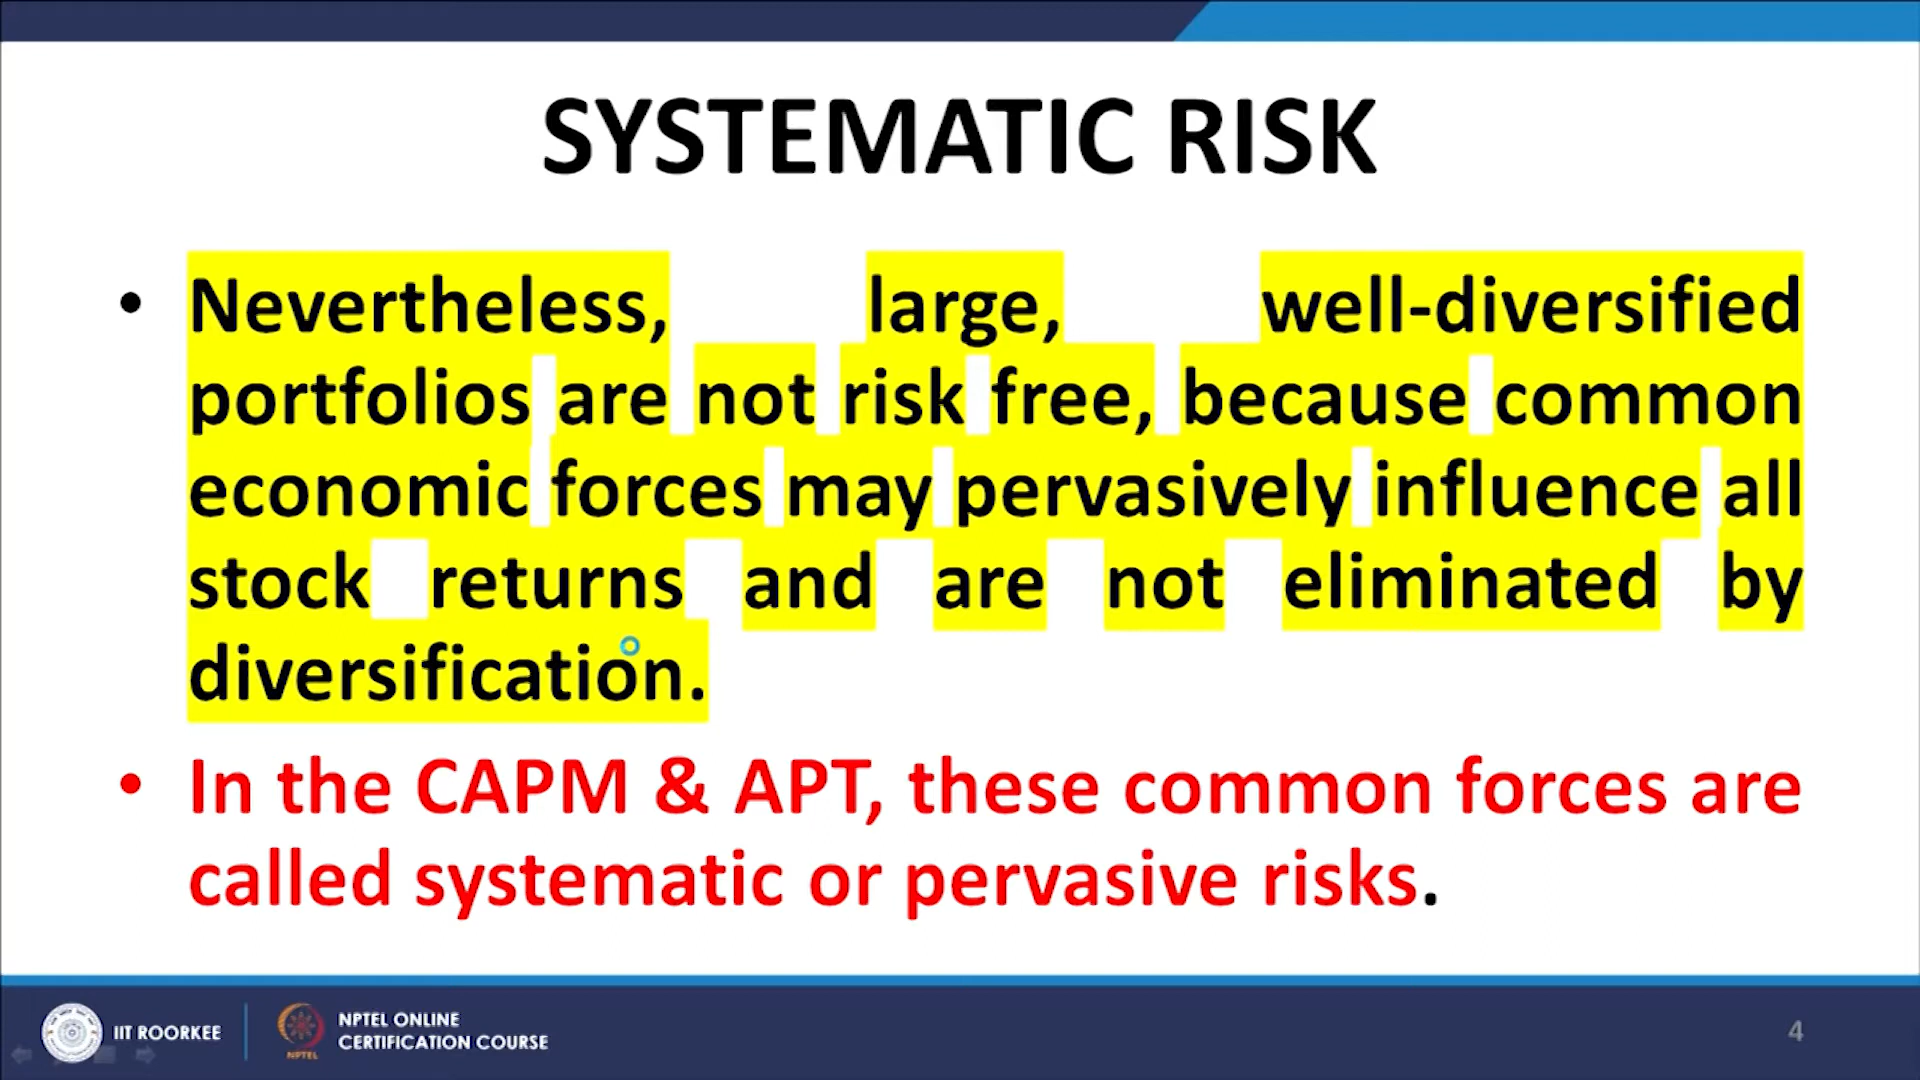 SYSTEMATIC RISK
• Nevertheless, large, well-diversified
portfolios are not risk free, because common
economic forces may pervasively influence all
stock returns and are not eliminated by
diversification.
• In the CAPM & APT, these common forces are
called systematic or pervasive risks.
IIT ROORKEE
NPTEL
NPTEL ONLINE
CERTIFICATION COURSE
4